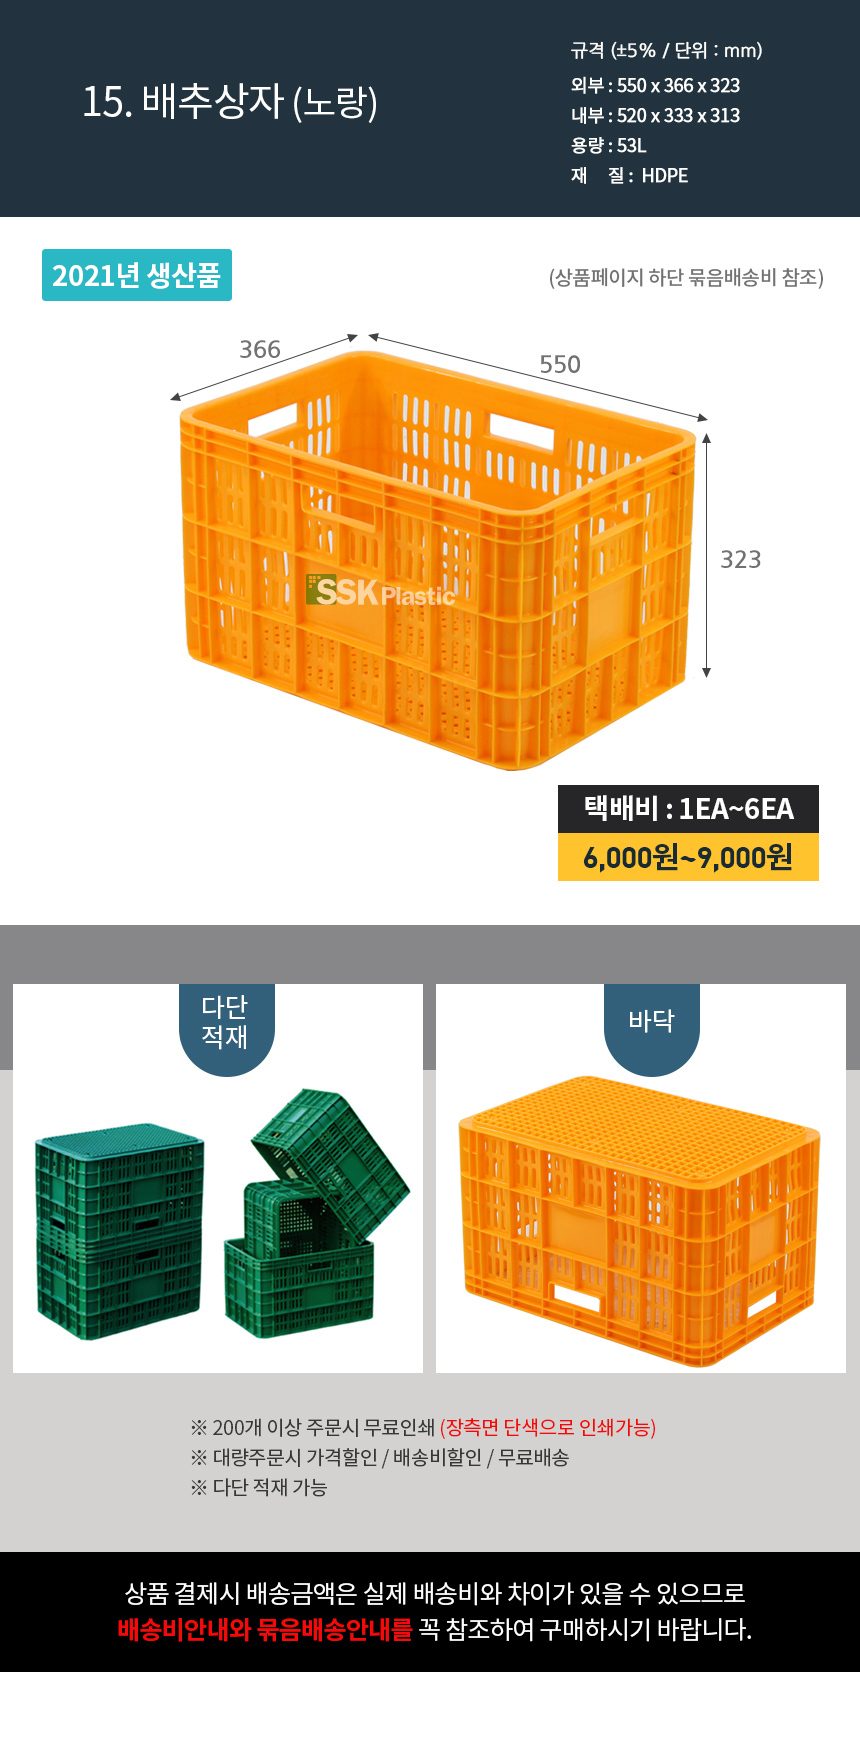 15. 배추상자 (노랑)
규격 (±5% / 단위 : mm)
외부 : 550 x 366 x 323
내부 : 520 x 333 x 313
용량 : 53L
재 질 : HDPE
2021년 생산품
(상품페이지 하단 묶음배송비 참조)
366
550
323
SSK Plastic
택배비 : 1EA~6EA
6,000원~9,000원
다단
적재
바닥
※ 200개 이상 주문시 무료인쇄 (장측면 단색으로 인쇄가능)
※ 대량주문시 가격할인 / 배송비할인 / 무료배송
※ 다단 적재 가능
상품 결제시 배송금액은 실제 배송비와 차이가 있을 수 있으므로
배송비안내와 묶음배송안내를 꼭 참조하여 구매하시기 바랍니다.